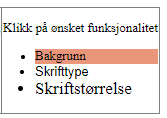 Klikk på ønsket funksjonalitet
Bakgrunn
Skrifttype
Skriftstørrelse